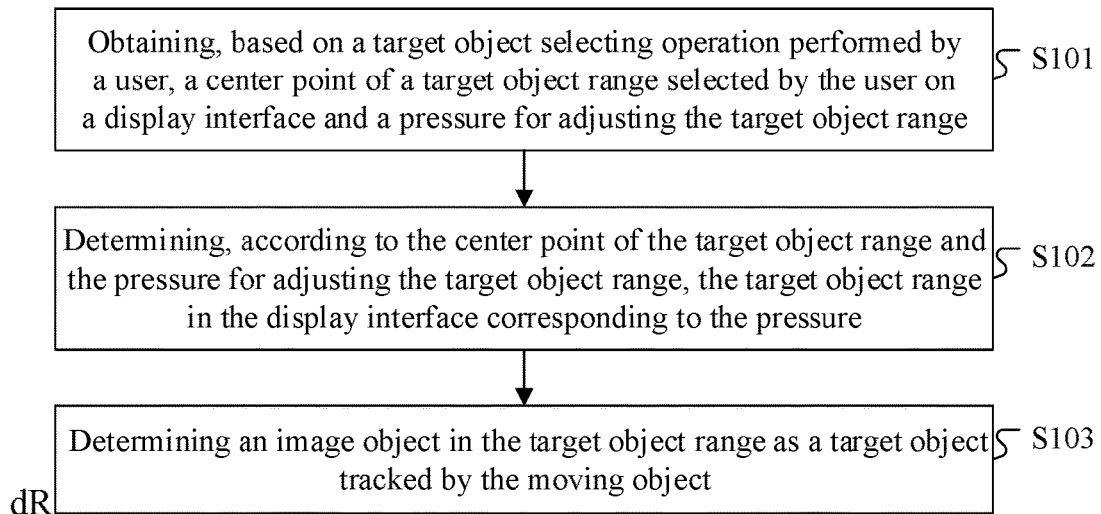 Obtaining, based on a target object selecting operation performed by
a user, a center point of a target object range selected by the user on
a display interface and a pressure for adjusting the target object range
S101
Determining, according to the center point of the target object range and
the pressure for adjusting the target object range, the target object range
in the display interface corresponding to the pressure
S102
Determining an image object in the target object range as a target object
tracked by the moving object
S103
dR